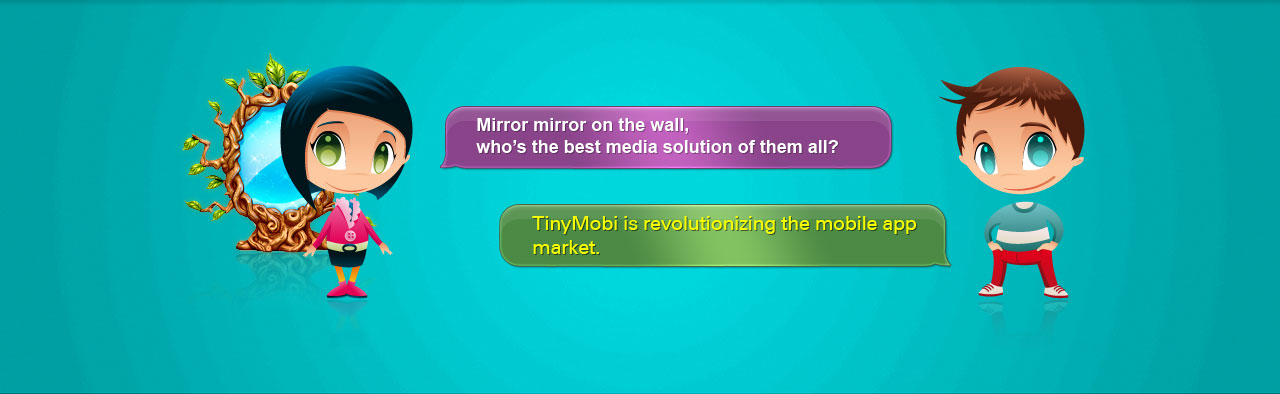 Mirror mirror on the wall,
who’s the best media solution of them all?
TinyMobi is revolutionizing the mobile app
market.